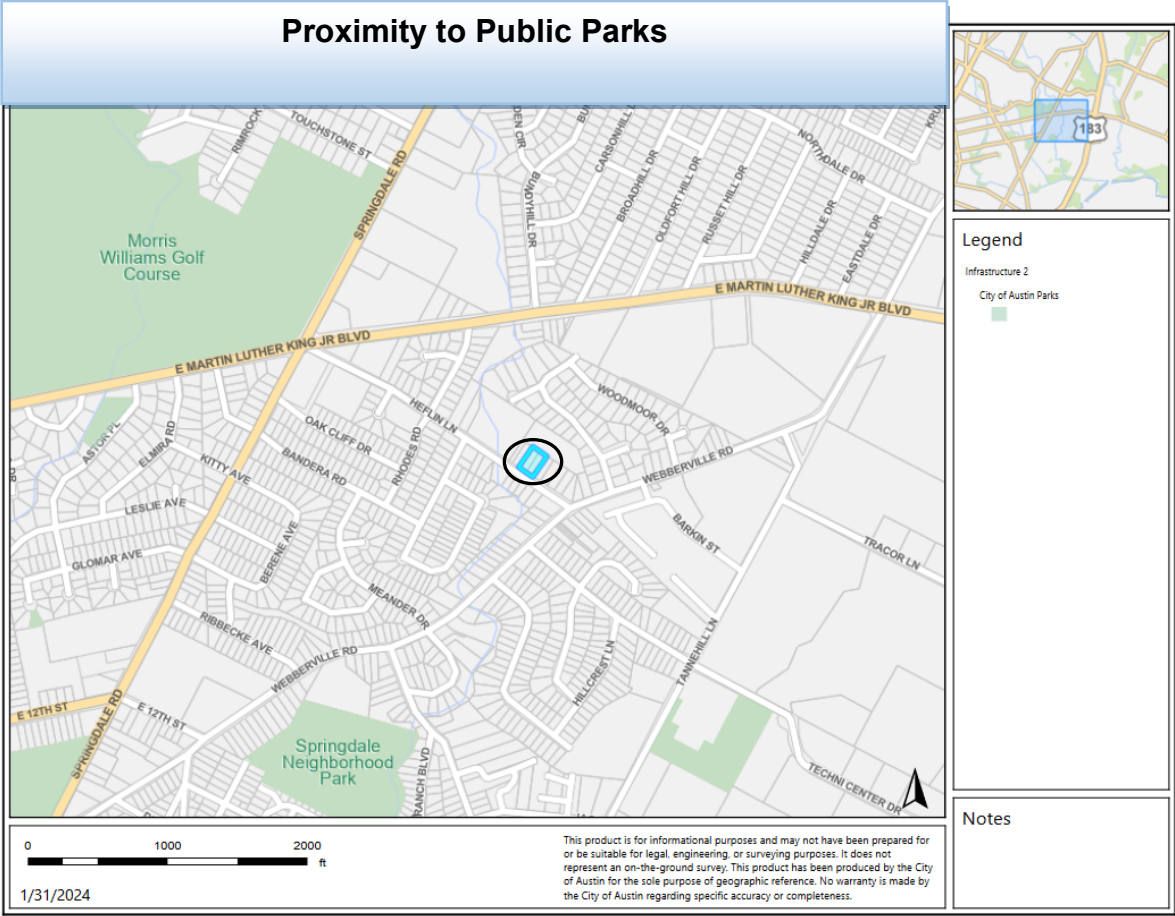 Proximity to Public Parks
TOUCHSTONE ST
RIMROCK
SPRINGDALE RD
DEN CIR
BUNDYHILL DR
CARSONHILL
BROADHILL DR
OLDFORT HILL DR
RUSSET HILL DR
NORTHDALE DR
HILLDALE DR
EASTDALE DR
183
Morris
Williams Golf
Course
E MARTIN LUTHER KING JR BLVD
E MARTIN LUTHER KING JR BLVD
HEFLIN LN
WOODMOOR DR
ASTOR PL
ELMIRA RD
OAK CLIFF DR
RHODES RD
BANDERA RD
KITTY AVE
WEBBERVILLE RD
LESLIE AVE
BERENE AVE
GLOMAR AVE
BARKIN ST
TRACOR LN
MEANDER DR
RIBBECKE AVE
WEBBERVILLE RD
HILLCREST LN
TANNEHILL LN
E 12TH ST
E 12TH ST
SPRINGDALE RD
Springdale
Neighborhood
Park
RANCH BLVD
TECHNI CENTER DR
Legend
Infrastructure 2
City of Austin Parks
Notes
0 1000 2000
ft
1/31/2024
This product is for informational purposes and may not have been prepared for
or be suitable for legal, engineering, or surveying purposes. It does not
represent an on-the-ground survey. This product has been produced by the City
of Austin for the sole purpose of geographic reference. No warranty is made by
the City of Austin regarding specific accuracy or completeness.